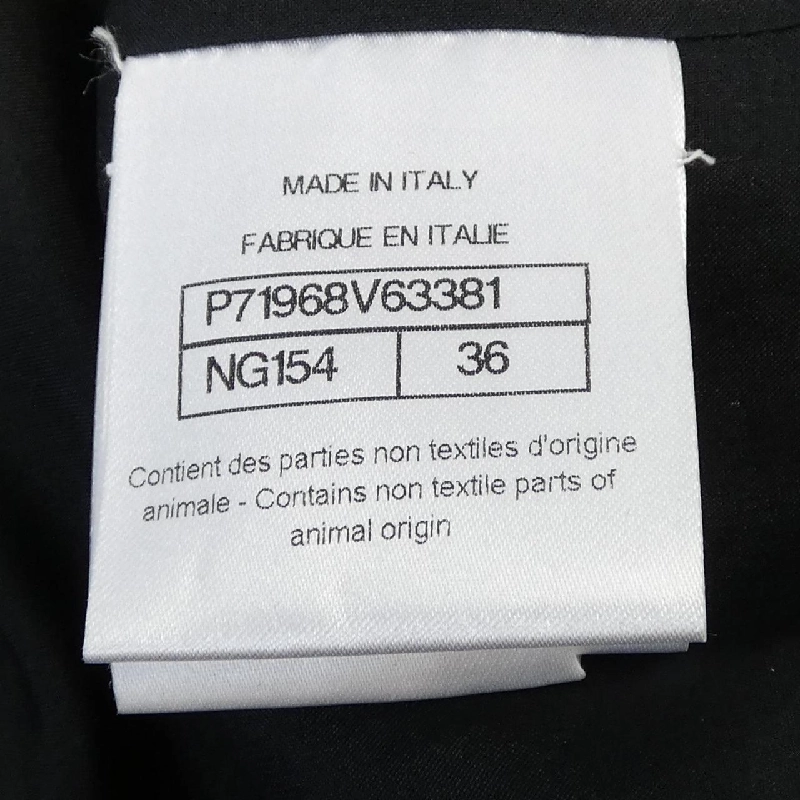 MADE IN ITALY
FABRIQUE EN ITALIE
P71968V63381
NG154 36
Contient des parties non textiles d'origine
animale - Contains non textile parts of
animal origin